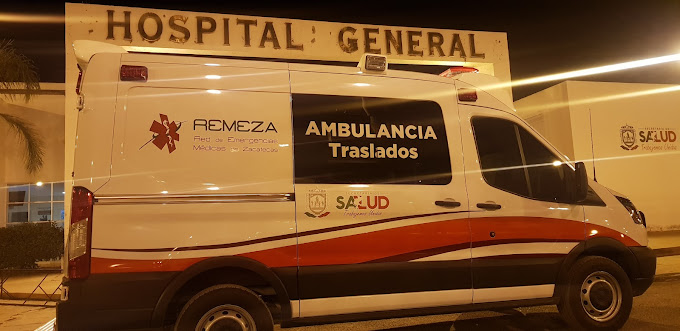 HOSPITAL GENERAL
REMEZA
Red de Emergencias
Médicas de Zacatecas
AMBULANCIA
Traslados
SALUD
SALUD